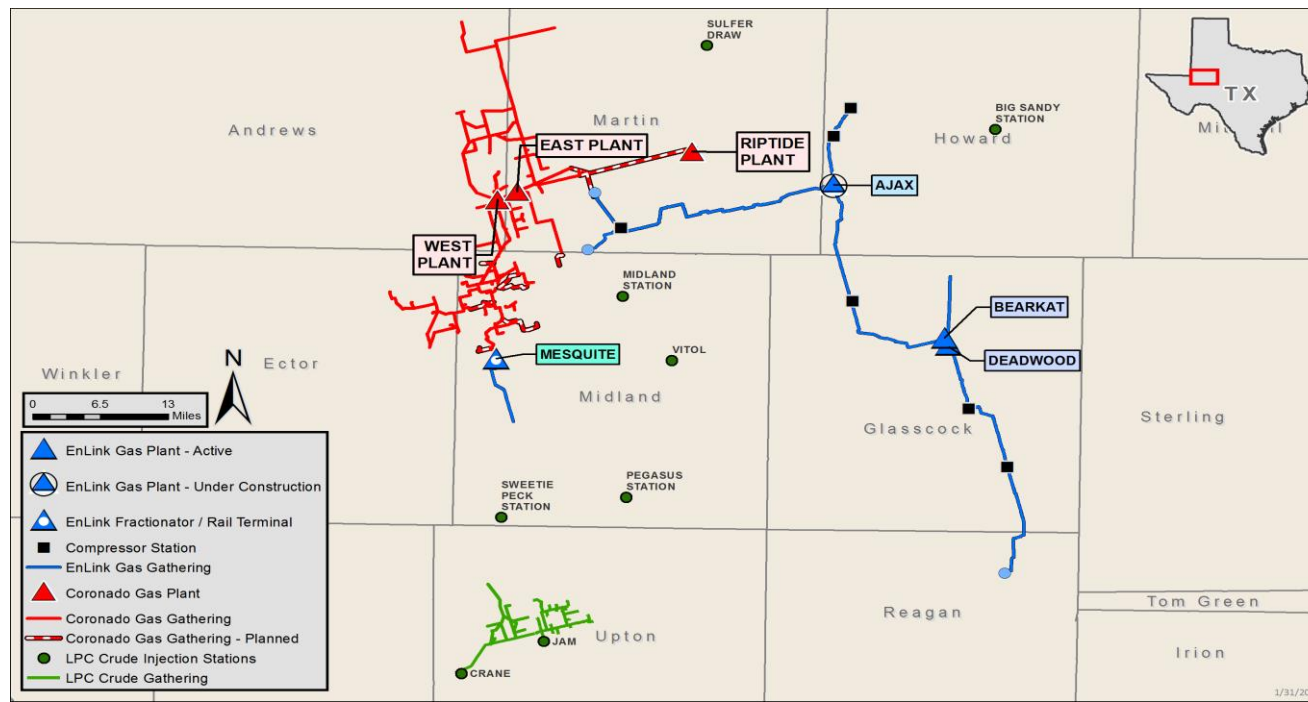 SULFER
DRAW
TX
Andrews
Martin
BIG SANDY
STATION
Howard
EAST PLANT
RIPTIDE
PLANT
AJAX
WEST
PLANT
MIDLAND
STATION
BEARKAT
N
MESQUITE
VITOL
DEADWOOD
Ector
Winkler
Midland
0 6.5 13
Miles
Glasscock
Sterling
EnLink Gas Plant - Active
EnLink Gas Plant - Under Construction
EnLink Fractionator / Rail Terminal
Compressor Station
EnLink Gas Gathering
Coronado Gas Plant
Coronado Gas Gathering
Coronado Gas Gathering - Planned
LPC Crude Injection Stations
LPC Crude Gathering
SWEETIE
PECK
STATION
PEGASUS
STATION
Tom Green
Reagan
Upton
JAM
Irion
CRANE